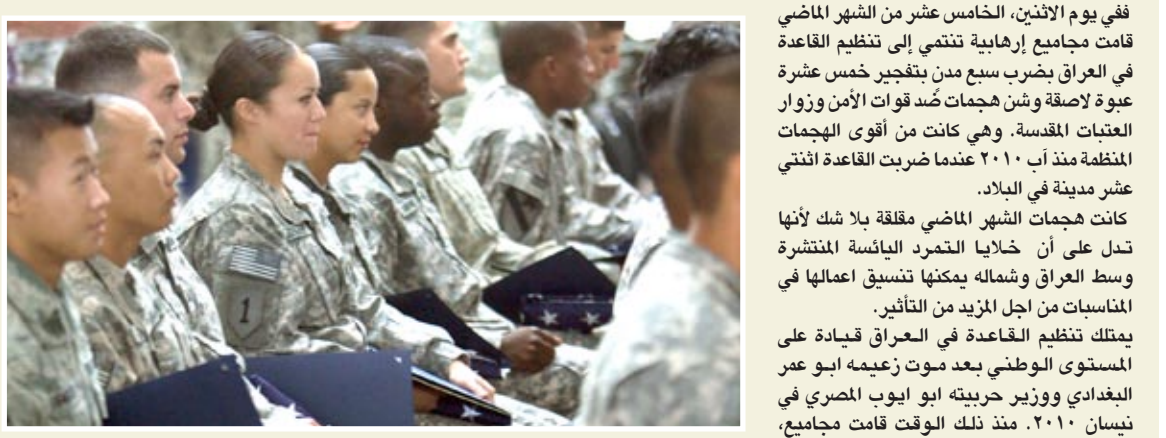 ففي يوم الاثنين، الخامس عشر من الشهر الماضي
قامت مجاميع إرهابية تنتمي إلى تنظيم القاعدة
في العراق بضرب سبع مدن بتفجير خمس عشرة
عبوة لاصقة وشن هجمات ضُد قوات الأمن وزوار
العتبات المقدسة. وهي كانت من أقوى الهجمات
المنظمة منذ آب ٢٠١٠ عندما ضربت القاعدة اثنتي
عشر مدينة في البلاد.
كانت هجمات الشهر الماضي مقلقة بلا شك لأنها
تدل على أن خلايا التمرد اليائسة المنتشرة
وسط العراق وشماله يمكنها تنسيق اعمالها في
المناسبات من اجل المزيد من التأثير.
يمتلك تنظيم القاعدة في العراق قيادة على
المستوى الوطني بعد موت زعيمه ابو عمر
البغدادي ووزير حربيته ابو ايوب المصري في
نيسان ٢٠١٠. منذ ذلك الوقت قامت مجاميع،
1